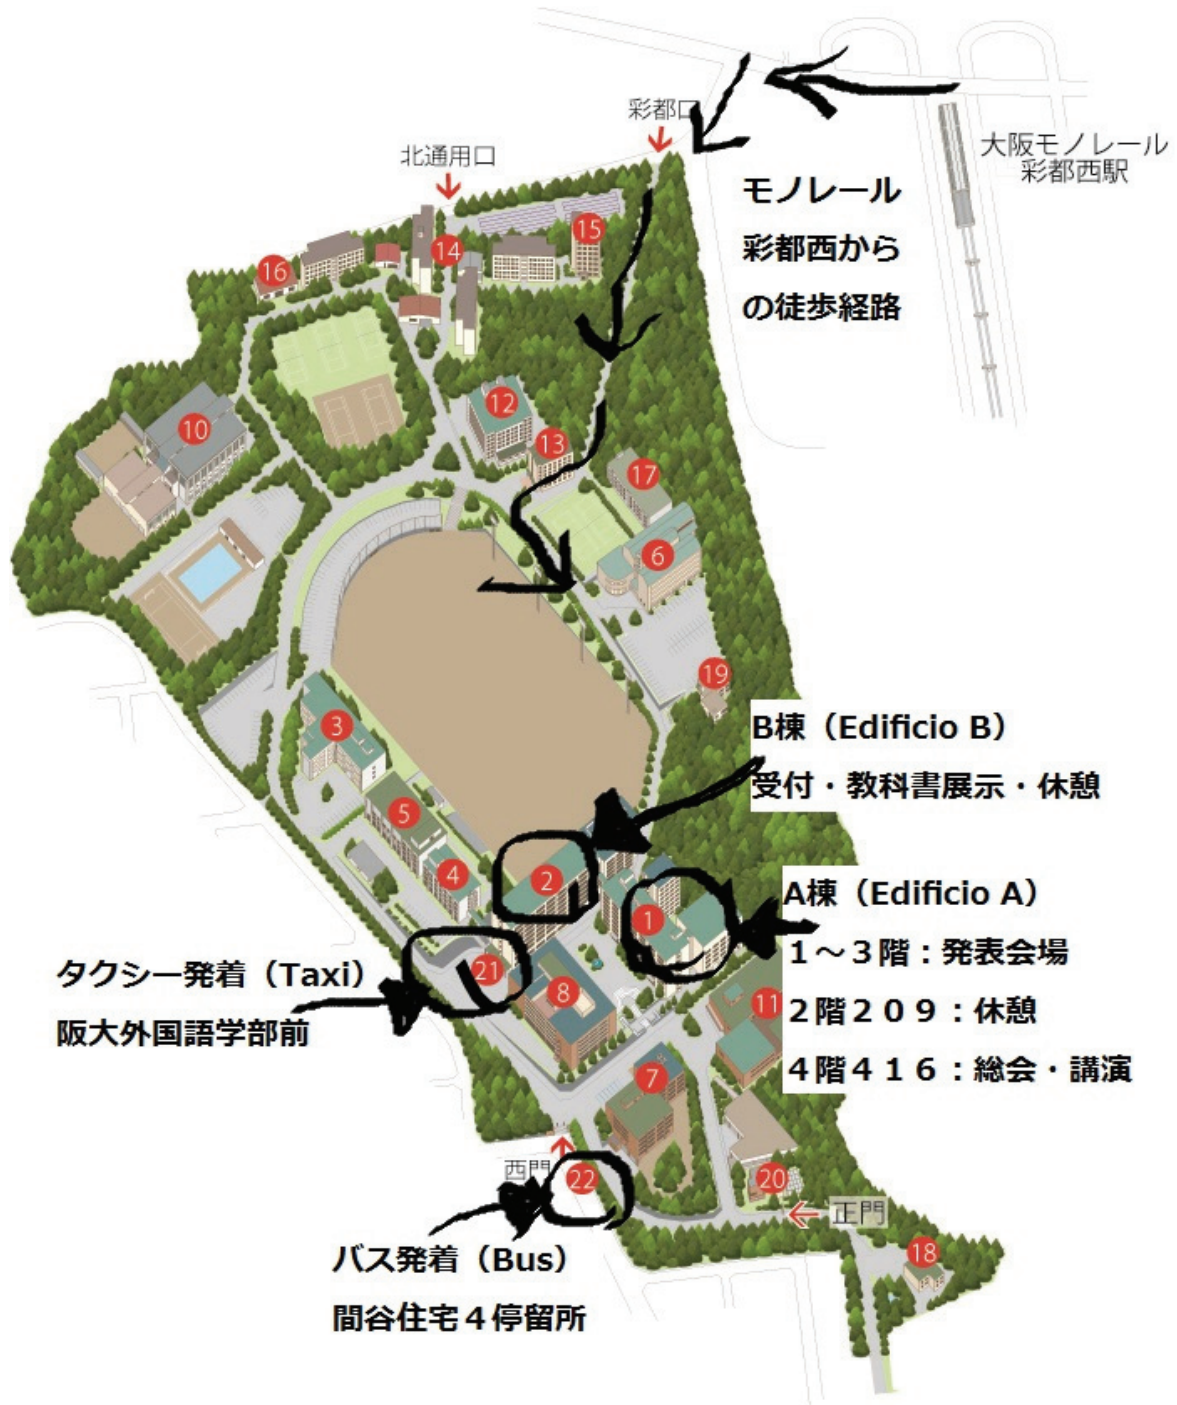 彩都口
大阪モノレール
彩都西駅
北通用口
モノレール
彩都西から
の徒歩経路
15
14
16
12
10
13
17
6
19
3
B棟（Edificio B）
受付・教科書展示・休憩
5
4
2
A棟（Edificio A）
1
１～３階：発表会場
タクシー発着（Taxi）
21
8
11
２階２０９：休憩
阪大外国語学部前
４階４１６：総会・講演
7
西門
22
20
正門
18
バス発着（Bus）
間谷住宅４停留所